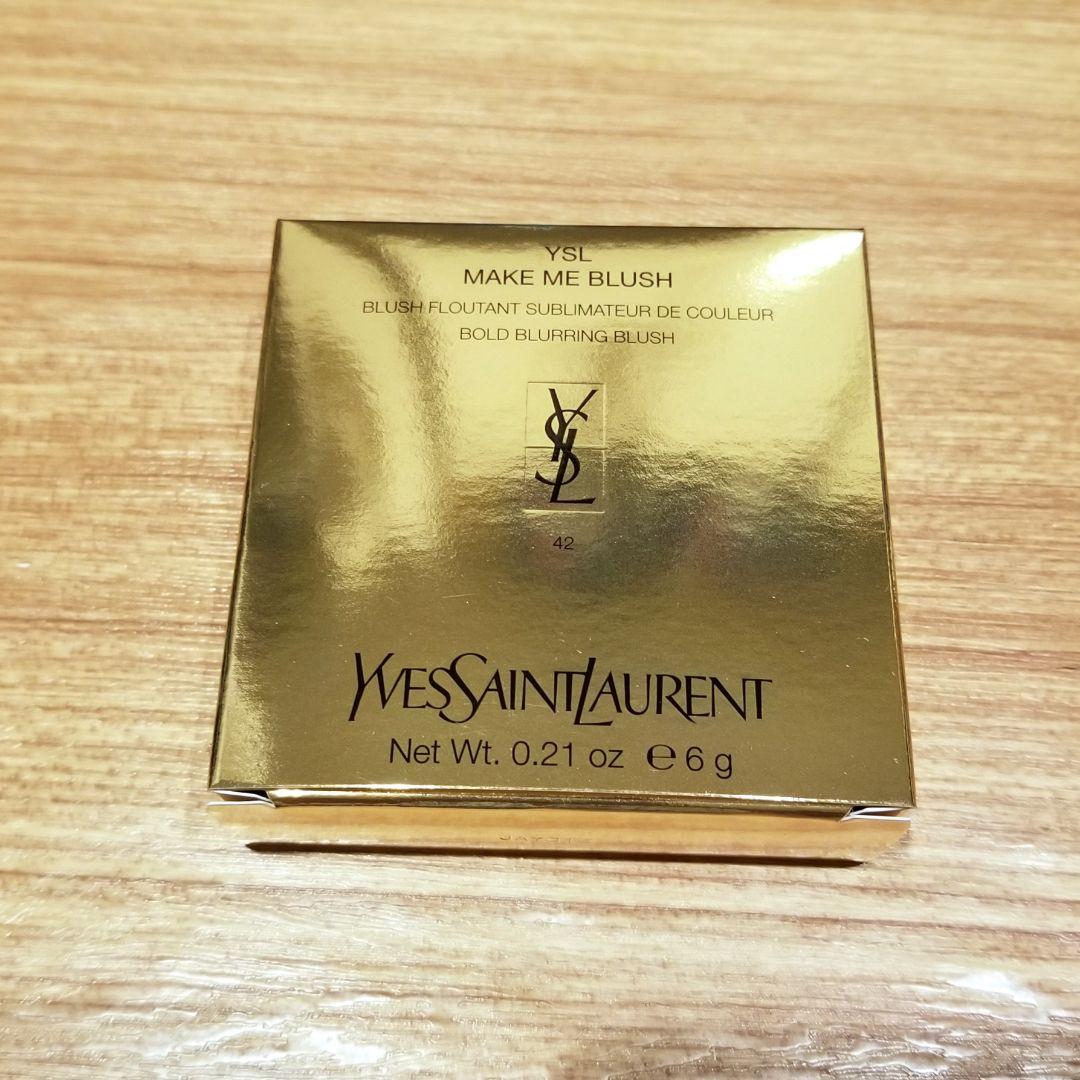 YSL
MAKE ME BLUSH
BLUSH FLOUTANT SUBLIMATEUR DE COULEUR
BOLD BLURRING BLUSH
YSL
42
YVESSAINTLAURENT
Net Wt. 0.21 oz ℮ 6 g